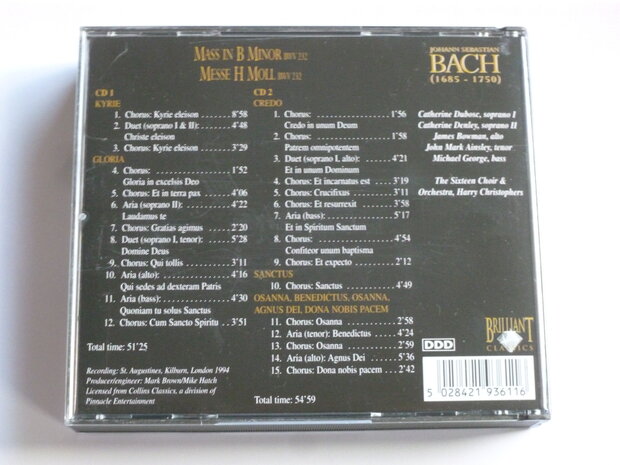 MASS IN B MINOR BWV 232
MESSE H MOLL BWV 232
JOHANN SEBASTIAN
BACH
(1685 - 1750)
CD 1
KYRIE
1. Chorus: Kyrie eleison ........ 8'58
2. Duet (soprano I & II): ........ 4'48
Christe eleison
3. Chorus: Kyrie eleison ........ 3'29
GLORIA
4. Chorus: ........ 1'52
Gloria in excelsis Deo
5. Chorus: Et in terra pax ........ 4'06
6. Aria (soprano II): ........ 4'22
Laudamus te
7. Chorus: Gratias agimus ........ 2'20
8. Duet (soprano I, tenor): ........ 5'28
Domine Deus
9. Chorus: Qui tollis ........ 3'11
10. Aria (alto): ........ 4'16
Qui sedes ad dexteram Patris
11. Aria (bass): ........ 4'30
Quoniam tu solus Sanctus
12. Chorus: Cum Sancto Spiritu .. 3'51
Total time: 51'25
Recording: St. Augustines, Kilburn, London 1994
Producer/engineer: Mark Brown/Mike Hatch
Licensed from Collins Classics, a division of
Pinnacle Entertainment
CD 2
CREDO
1. Chorus: ........ 1'56
Credo in unum Deum
2. Chorus: ........ 1'58
Patrem omnipotentem
3. Duet (soprano I, alto): ........ 4'21
Et in unum Dominum
4. Chorus: Et incarnatus est ........ 3'19
5. Chorus: Crucifixus ........ 3'11
6. Chorus: Et resurrexit ........ 3'58
7. Aria (bass): ........ 5'17
Et in Spiritum Sanctum
8. Chorus: ........ 4'54
Confiteor unum baptisma
9. Chorus: Et expecto ........ 2'12
SANCTUS
10. Chorus: Sanctus ........ 4'49
OSANNA, BENEDICTUS, OSANNA,
AGNUS DEI, DONA NOBIS PACEM
11. Chorus: Osanna ........ 2'58
12. Aria (tenor): Benedictus ........ 4'24
13. Chorus: Osanna ........ 2'59
14. Aria (alto): Agnus Dei ........ 5'36
15. Chorus: Dona nobis pacem ... 2'42
Total time: 54'59
Catherine Dubosc, soprano I
Catherine Denley, soprano II
James Bowman, alto
John Mark Ainsley, tenor
Michael George, bass
The Sixteen Choir &
Orchestra, Harry Christophers
DDD
BRILLIANT
CLASSICS
5 028421 936116